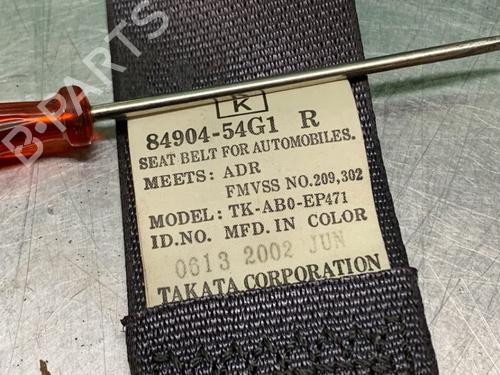 B-PARTS
K
84904-54G1 R
SEAT BELT FOR AUTOMOBILES.
MEETS: ADR
FMVSS NO.209,302
MODEL: TK-AB0-EP471
ID.NO. MFD. IN COLOR
0613 2002 JUN
TAKATA CORPORATION